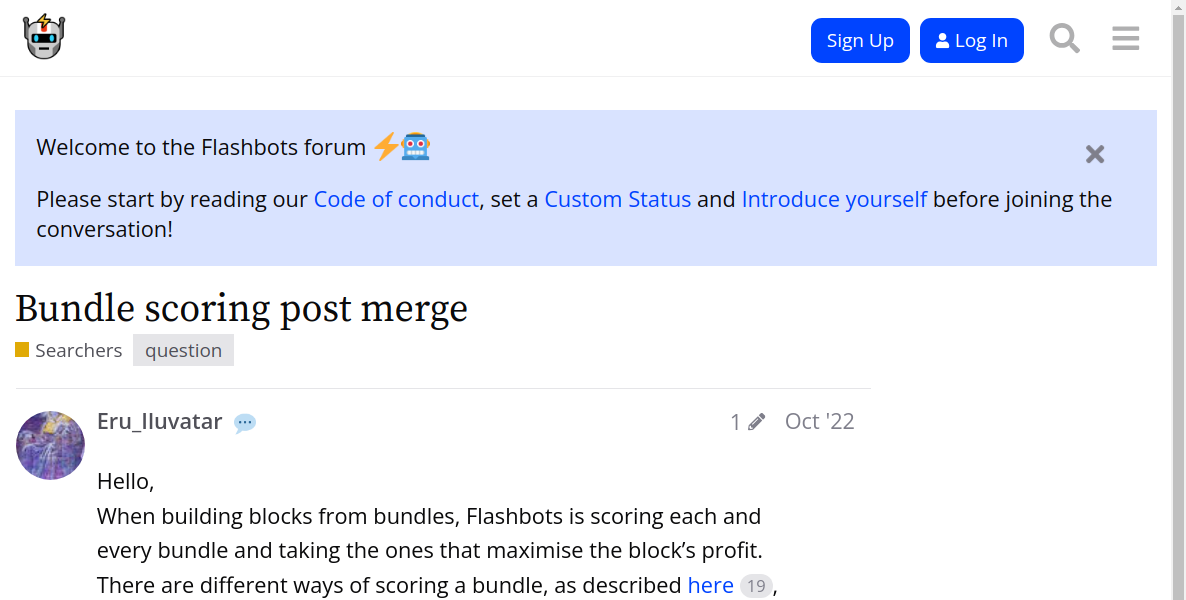 Sign Up
Log In
Welcome to the Flashbots forum
Please start by reading our Code of conduct, set a Custom Status and Introduce yourself before joining the
conversation!
Bundle scoring post merge
Searchers question
Eru_Iluvatar 1 Oct '22
Hello,
When building blocks from bundles, Flashbots is scoring each and
every bundle and taking the ones that maximise the block’s profit.
There are different ways of scoring a bundle, as described here 19 ,